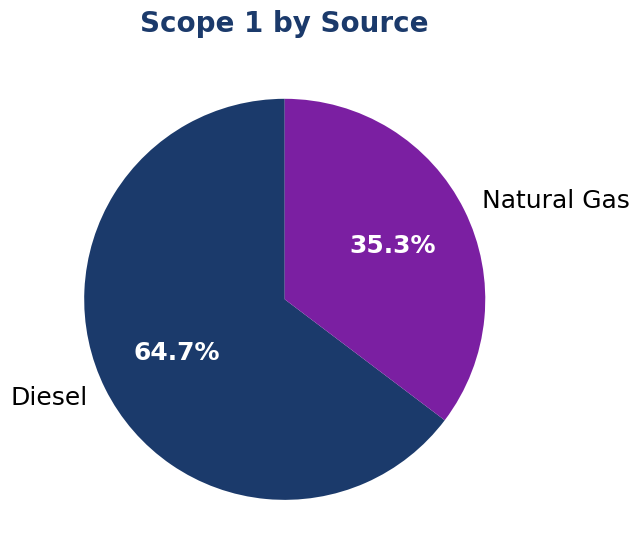 Scope 1 by Source
Natural Gas
35.3%
64.7%
Diesel